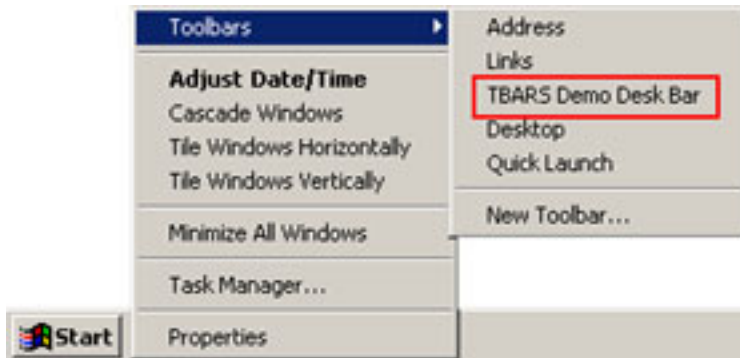 Toolbars
Adjust Date/Time
Cascade Windows
Tile Windows Horizontally
Tile Windows Vertically
Minimize All Windows
Task Manager...
Properties
Address
Links
TBARS Demo Desk Bar
Desktop
Quick Launch
New Toolbar...
Start